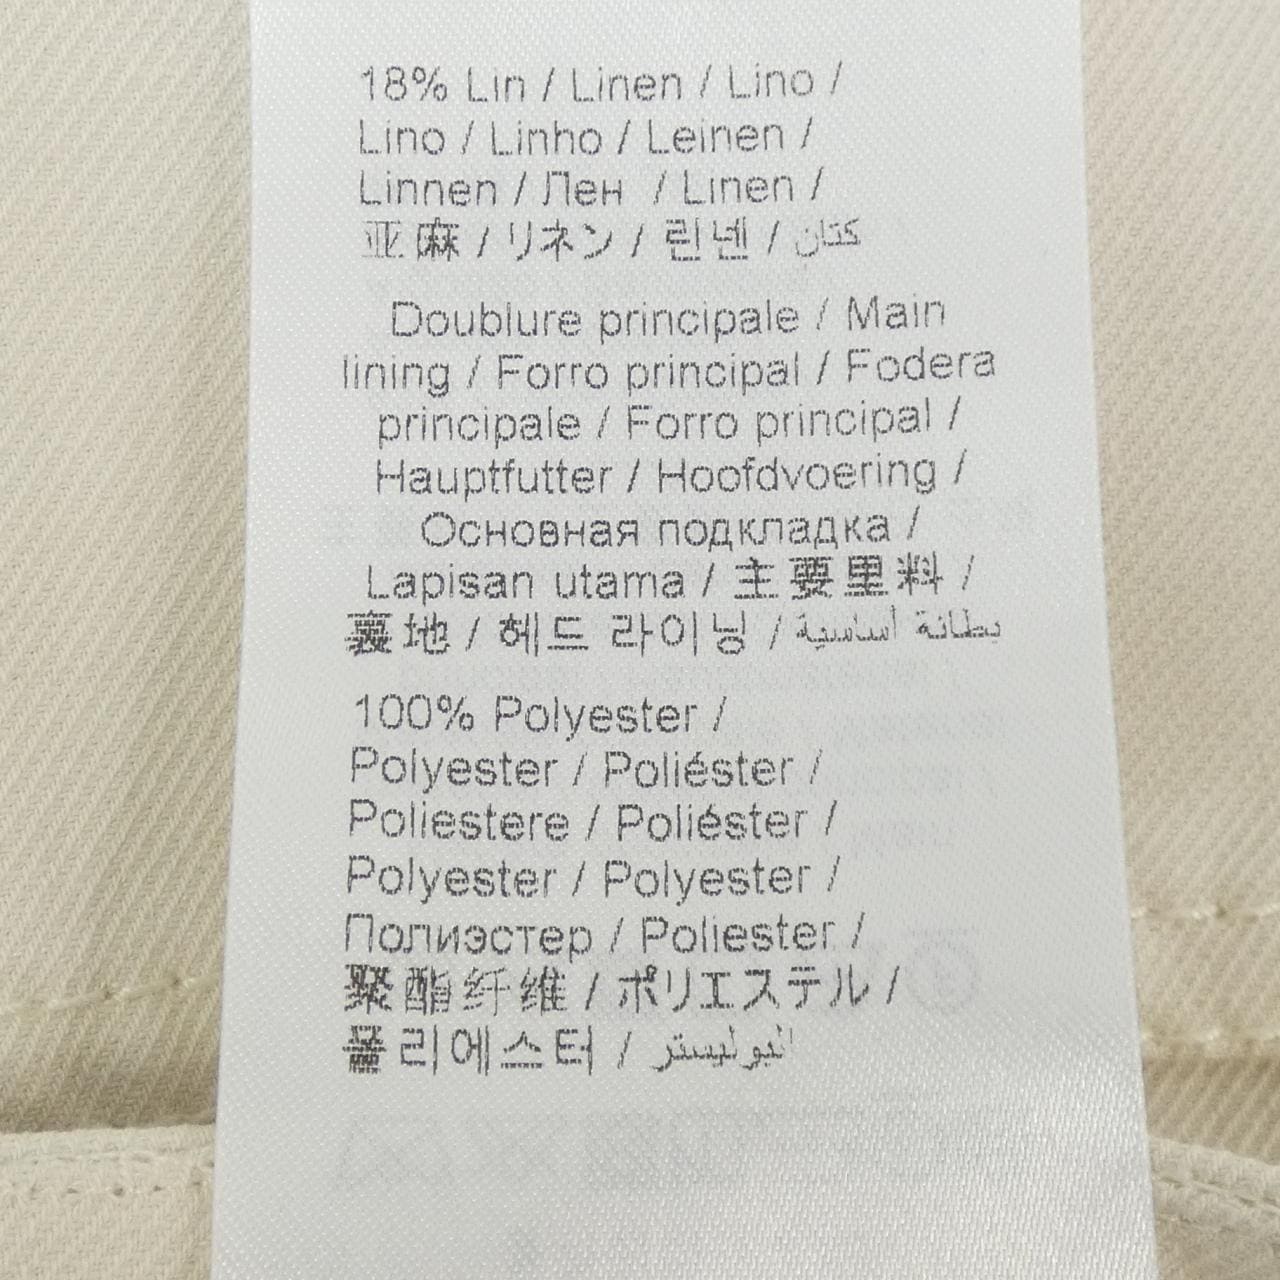 18% Lin / Linen / Lino /
Lino / Linho / Leinen /
Linnen / Лен / Linen /
亚麻 / リネン / 린넨 / كتان
Doublure principale / Main
lining / Forro principal / Fodera
principale / Forro principal /
Hauptfutter / Hoofdvoering /
Основная подкладка /
Lapisan utama / 主要里料 /
裏地 / 헤드 라이닝 / بطانة أساسية
100% Polyester /
Polyester / Poliéster /
Poliestere / Poliéster /
Polyester / Polyester /
Полиэстер / Poliester /
聚酯纤维 / ポリエステル /
폴리에스터 / البوليستر